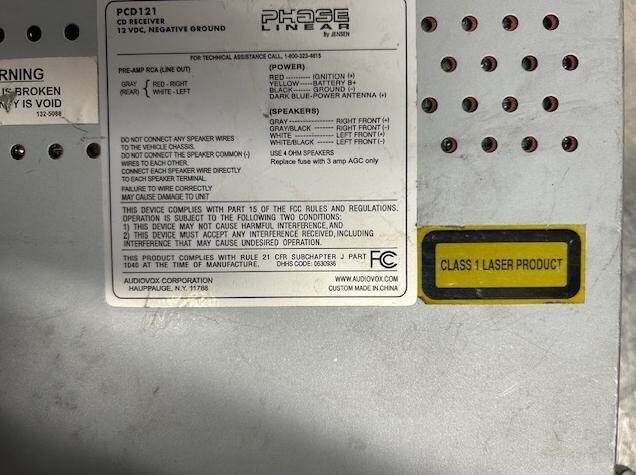 PCD121
CD RECEIVER
12 VDC, NEGATIVE GROUND
PHASE
LINEAR
By JENSEN
FOR TECHNICAL ASSISTANCE CALL, 1-800-323-4815
PRE-AMP RCA (LINE OUT)
GRAY { RED - RIGHT
(REAR) WHITE - LEFT
(POWER)
RED ---------- IGNITION (+)
YELLOW -------- BATTERY B+
BLACK ------- GROUND (-)
DARK BLUE-POWER ANTENNA (+)
(SPEAKERS)
GRAY ------------- RIGHT FRONT (+)
GRAY/BLACK ------- RIGHT FRONT (-)
WHITE ------------ LEFT FRONT (+)
WHITE/BLACK ------ LEFT FRONT (-)
USE 4 OHM SPEAKERS
Replace fuse with 3 amp AGC only
DO NOT CONNECT ANY SPEAKER WIRES
TO THE VEHICLE CHASSIS.
DO NOT CONNECT THE SPEAKER COMMON (-)
WIRES TO EACH OTHER.
CONNECT EACH SPEAKER WIRE DIRECTLY
TO EACH SPEAKER TERMINAL.
FAILURE TO WIRE CORRECTLY
MAY CAUSE DAMAGE TO UNIT
THIS DEVICE COMPLIES WITH PART 15 OF THE FCC RULES AND REGULATIONS.
OPERATION IS SUBJECT TO THE FOLLOWING TWO CONDITIONS:
1) THIS DEVICE MAY NOT CAUSE HARMFUL INTERFERENCE, AND
2) THIS DEVICE MUST ACCEPT ANY INTERFERENCE RECEIVED, INCLUDING
INTERFERENCE THAT MAY CAUSE UNDESIRED OPERATION.
THIS PRODUCT COMPLIES WITH RULE 21 CFR SUBCHAPTER J PART
1040 AT THE TIME OF MANUFACTURE. DHHS CODE: 0530936
FC
AUDIOVOX CORPORATION
HAUPPAUGE, N.Y. 11788
WWW.AUDIOVOX.COM
CUSTOM MADE IN CHINA
RNING
IS BROKEN
Y IS VOID
132-5088
CLASS 1 LASER PRODUCT